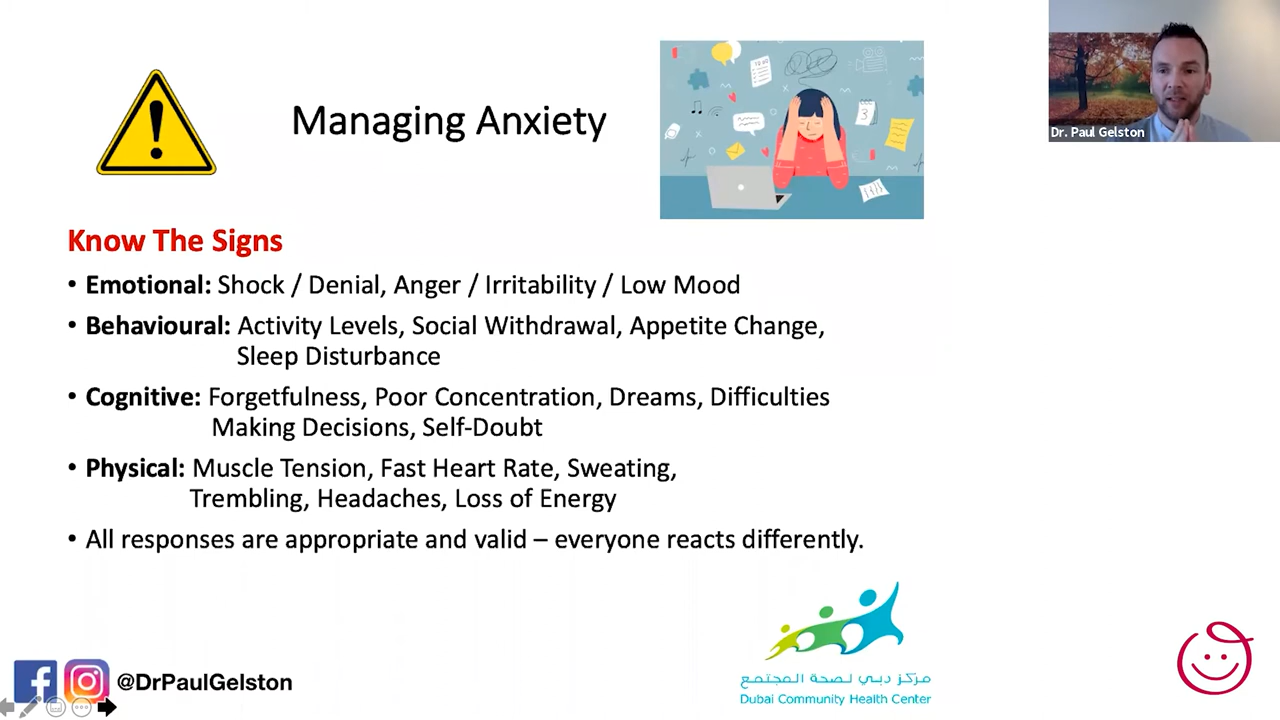 Managing Anxiety
Dr. Paul Gelston
Know The Signs
• Emotional: Shock / Denial, Anger / Irritability / Low Mood
• Behavioural: Activity Levels, Social Withdrawal, Appetite Change,
Sleep Disturbance
• Cognitive: Forgetfulness, Poor Concentration, Dreams, Difficulties
Making Decisions, Self-Doubt
• Physical: Muscle Tension, Fast Heart Rate, Sweating,
Trembling, Headaches, Loss of Energy
• All responses are appropriate and valid – everyone reacts differently.
@DrPaulGelston
مركز دبي لصحة المجتمع
Dubai Community Health Center